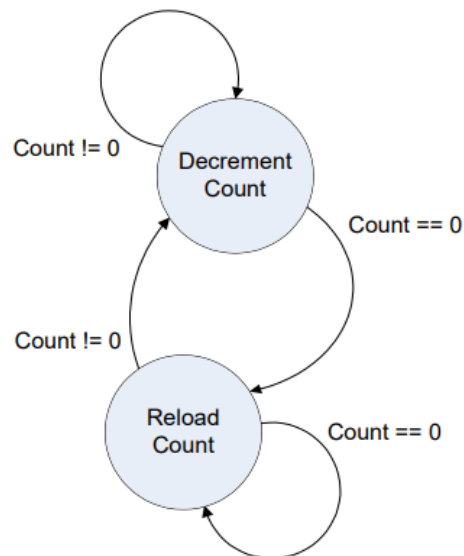 Count != 0
Decrement
Count
Count == 0
Count != 0
Reload
Count
Count == 0